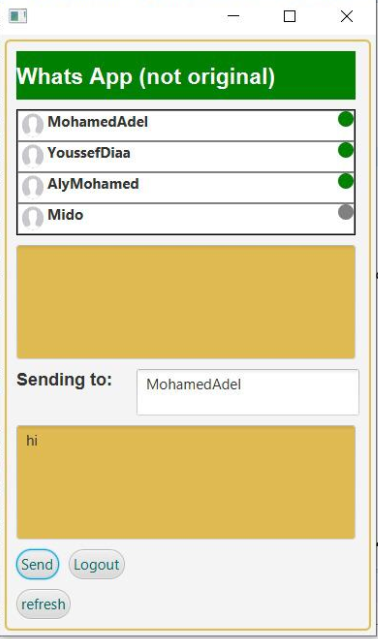 Whats App (not original)
MohamedAdel
YoussefDiaa
AlyMohamed
Mido
Sending to: MohamedAdel
hi
Send Logout
refresh